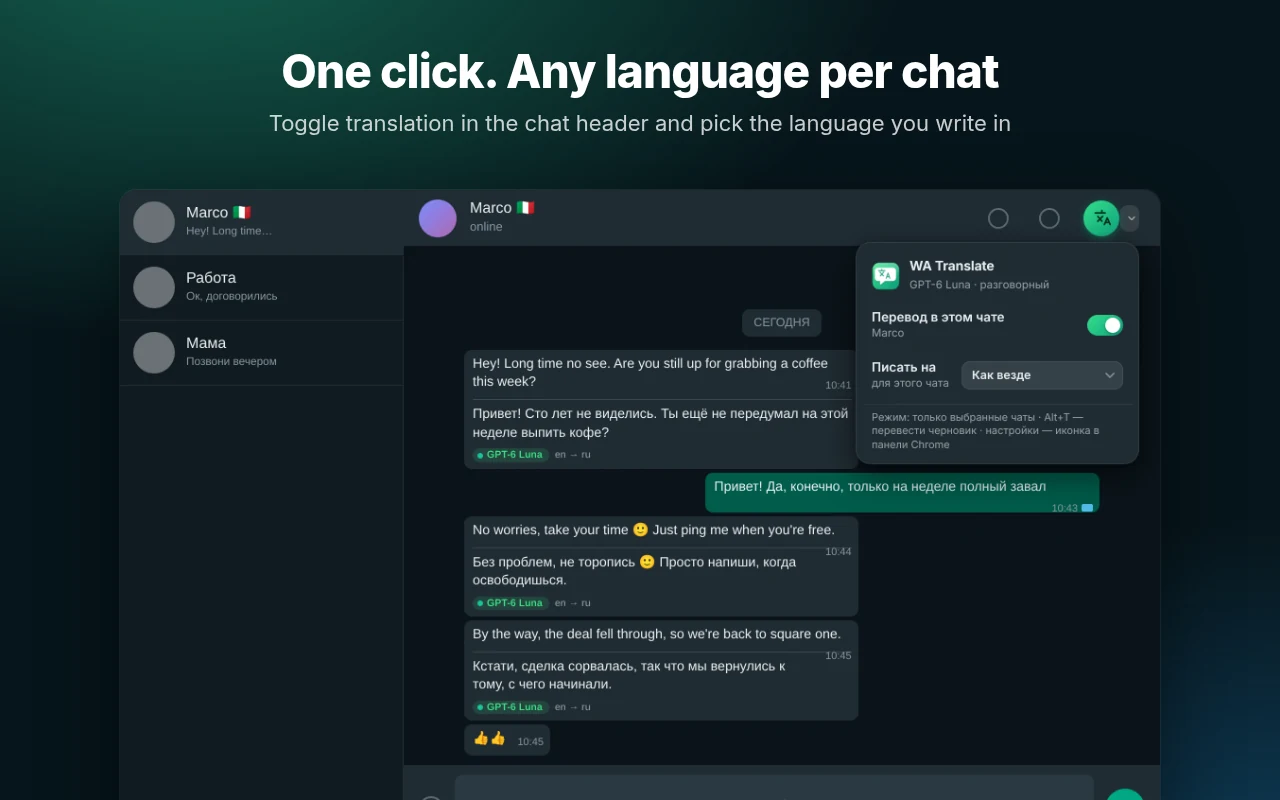 One click. Any language per chat
Toggle translation in the chat header and pick the language you write in
Marco 🇮🇹
Hey! Long time…
Работа
Ок, договорились
Мама
Позвони вечером
Marco 🇮🇹
online
WA Translate
GPT-6 Luna · разговорный
Перевод в этом чате
Marco
Писать на
для этого чата
Как везде
Режим: только выбранные чаты · Alt+T —
перевести черновик · настройки — иконка в
панели Chrome
СЕГОДНЯ
Hey! Long time no see. Are you still up for grabbing a coffee
this week?
10:41
Привет! Сто лет не виделись. Ты ещё не передумал на этой
неделе выпить кофе?
GPT-6 Luna en → ru
Привет! Да, конечно, только на неделе полный завал
10:43
No worries, take your time 🙂 Just ping me when you're free.
10:44
Без проблем, не торопись 🙂 Просто напиши, когда
освободишься.
GPT-6 Luna en → ru
By the way, the deal fell through, so we're back to square one.
10:45
Кстати, сделка сорвалась, так что мы вернулись к
тому, с чего начинали.
GPT-6 Luna en → ru
👍👍 10:45